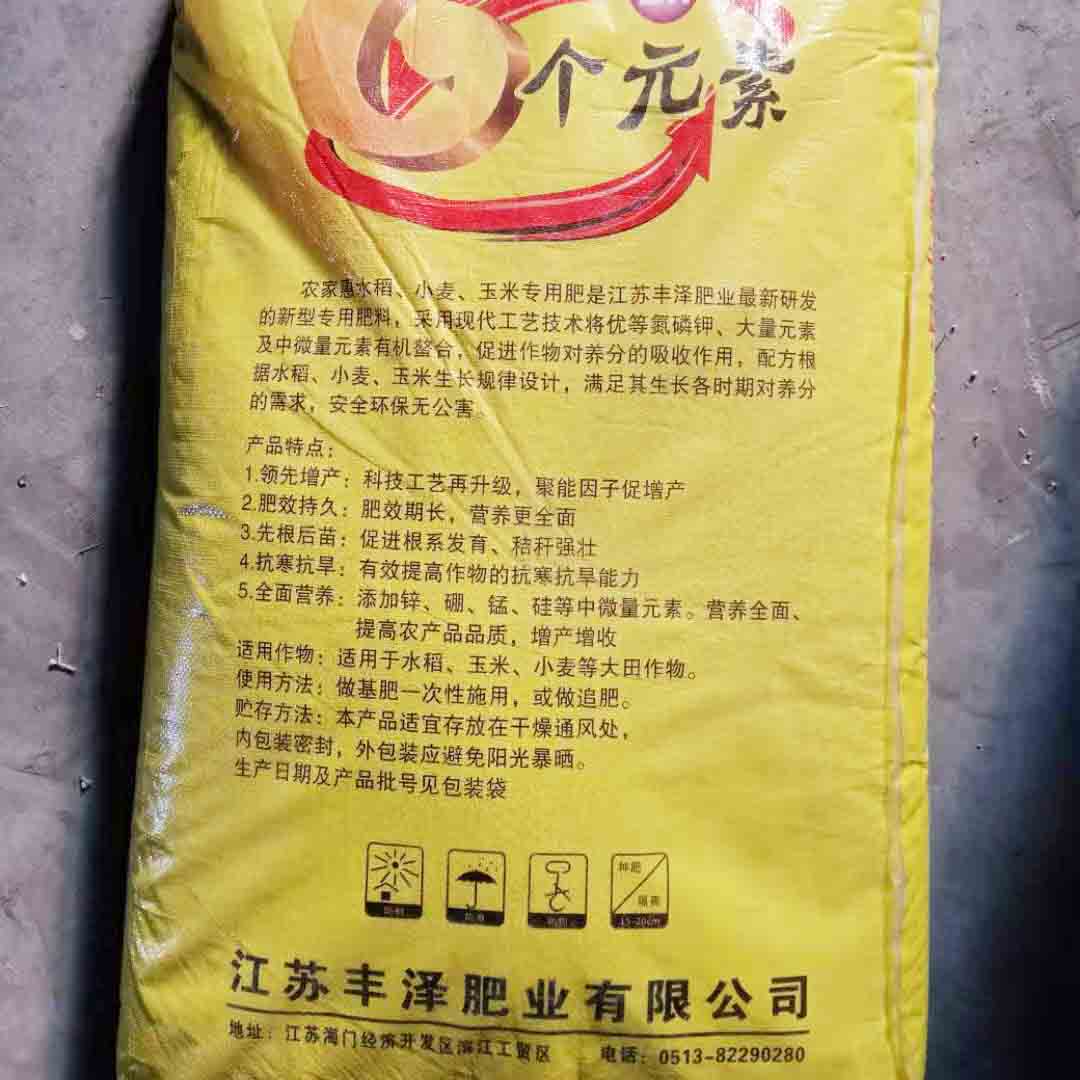 个元素
农家惠水稻、小麦、玉米专用肥是江苏丰泽肥业最新研发
的新型专用肥料，采用现代工艺技术将优等氮磷钾、大量元素
及中微量元素有机螯合，促进作物对养分的吸收作用，配方根
据水稻、小麦、玉米生长规律设计，满足其生长各时期对养分
的需求，安全环保无公害。
产品特点：
1.领先增产：科技工艺再升级，聚能因子促增产
2.肥效持久：肥效期长，营养更全面
3.先根后苗：促进根系发育、秸秆强壮
4.抗寒抗旱：有效提高作物的抗寒抗旱能力
5.全面营养：添加锌、硼、锰、硅等中微量元素。营养全面、
提高农产品品质，增产增收
适用作物：适用于水稻、玉米、小麦等大田作物。
使用方法：做基肥一次性施用，或做追肥。
贮存方法：本产品适宜存放在干燥通风处，
内包装密封，外包装应避免阳光暴晒。
生产日期及产品批号见包装袋
种肥 隔离
15-20cm
江苏丰泽肥业有限公司
地址：江苏海门经济开发区滨江工贸区 电话：0513-82290280